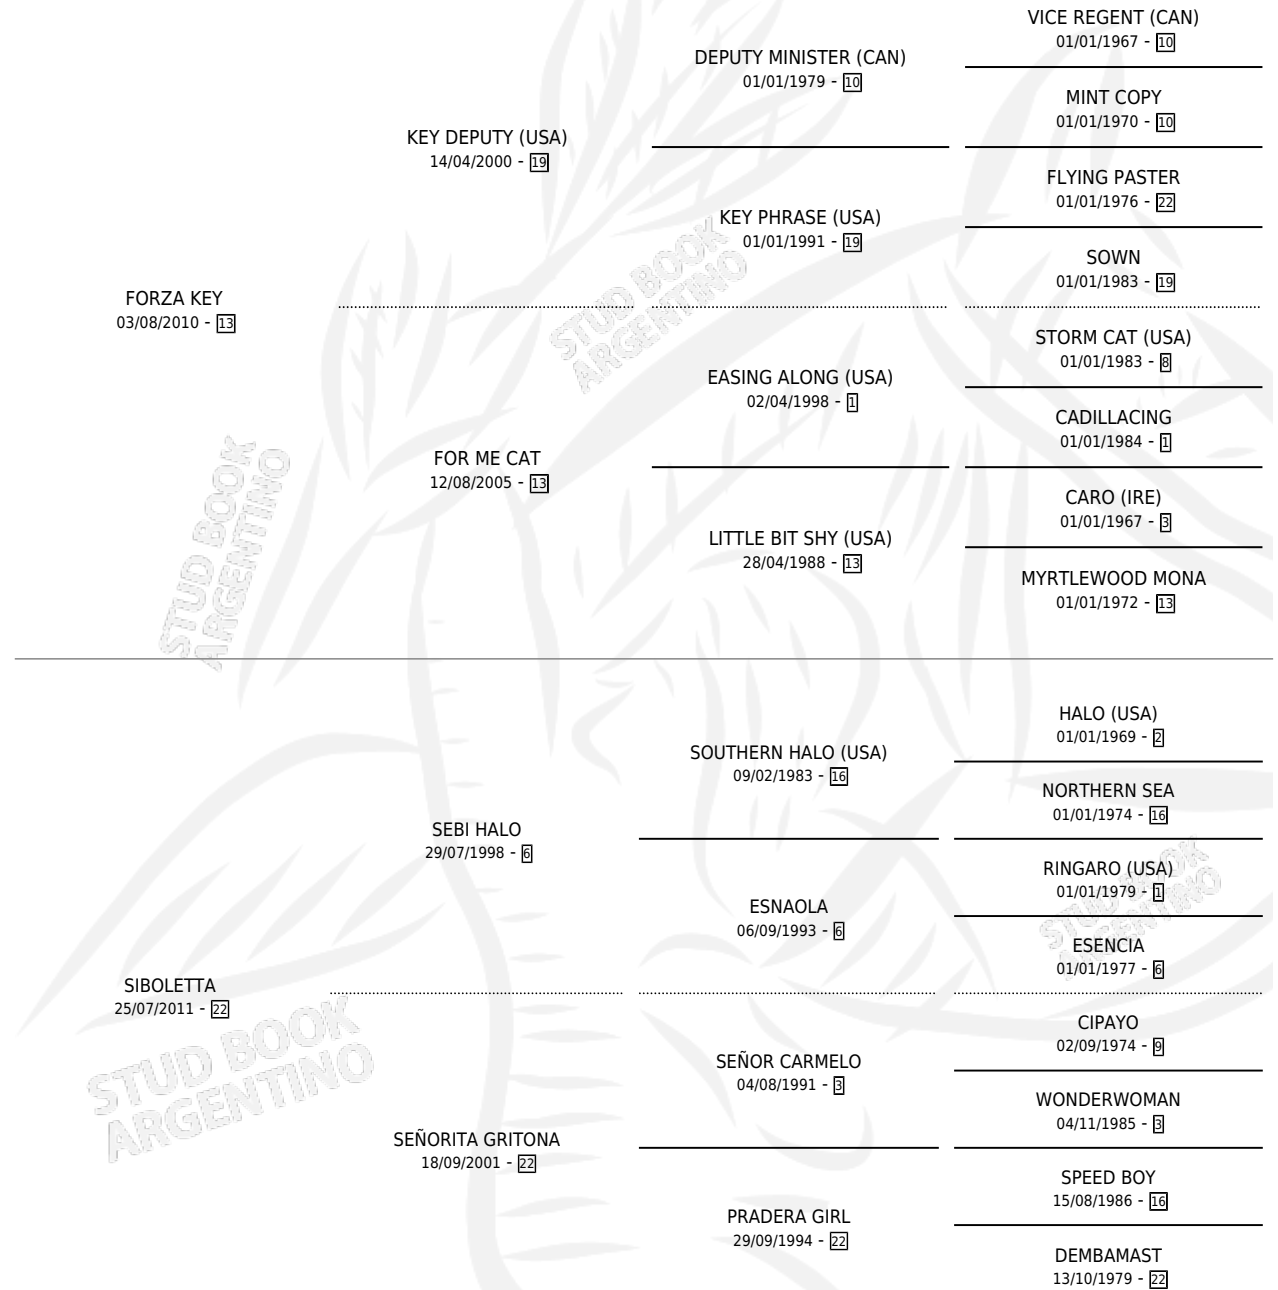 VICE REGENT (CAN)
01/01/1967 - 10
DEPUTY MINISTER (CAN)
01/01/1979 - 10
MINT COPY
01/01/1970 - 10
KEY DEPUTY (USA)
14/04/2000 - 19
FLYING PASTER
01/01/1976 - 22
KEY PHRASE (USA)
01/01/1991 - 19
SOWN
01/01/1983 - 19
FORZA KEY
03/08/2010 - 13
STORM CAT (USA)
01/01/1983 - 8
EASING ALONG (USA)
02/04/1998 - 1
CADILLACING
01/01/1984 - 1
FOR ME CAT
12/08/2005 - 13
CARO (IRE)
01/01/1967 - 3
LITTLE BIT SHY (USA)
28/04/1988 - 13
MYRTLEWOOD MONA
01/01/1972 - 13
HALO (USA)
01/01/1969 - 2
SOUTHERN HALO (USA)
09/02/1983 - 16
NORTHERN SEA
01/01/1974 - 16
SEBI HALO
29/07/1998 - 6
RINGARO (USA)
01/01/1979 - 1
ESNAOLA
06/09/1993 - 6
ESENCIA
01/01/1977 - 6
SIBOLETTA
25/07/2011 - 22
CIPAYO
02/09/1974 - 9
SEÑOR CARMELO
04/08/1991 - 3
WONDERWOMAN
04/11/1985 - 3
SEÑORITA GRITONA
18/09/2001 - 22
SPEED BOY
15/08/1986 - 16
PRADERA GIRL
29/09/1994 - 22
DEMBAMAST
13/10/1979 - 22
STUD BOOK
ARGENTINO
STUD BOOK
ARGENTINO
STUD BOOK
ARGENTINO
STUD BOOK
ARGENTINO